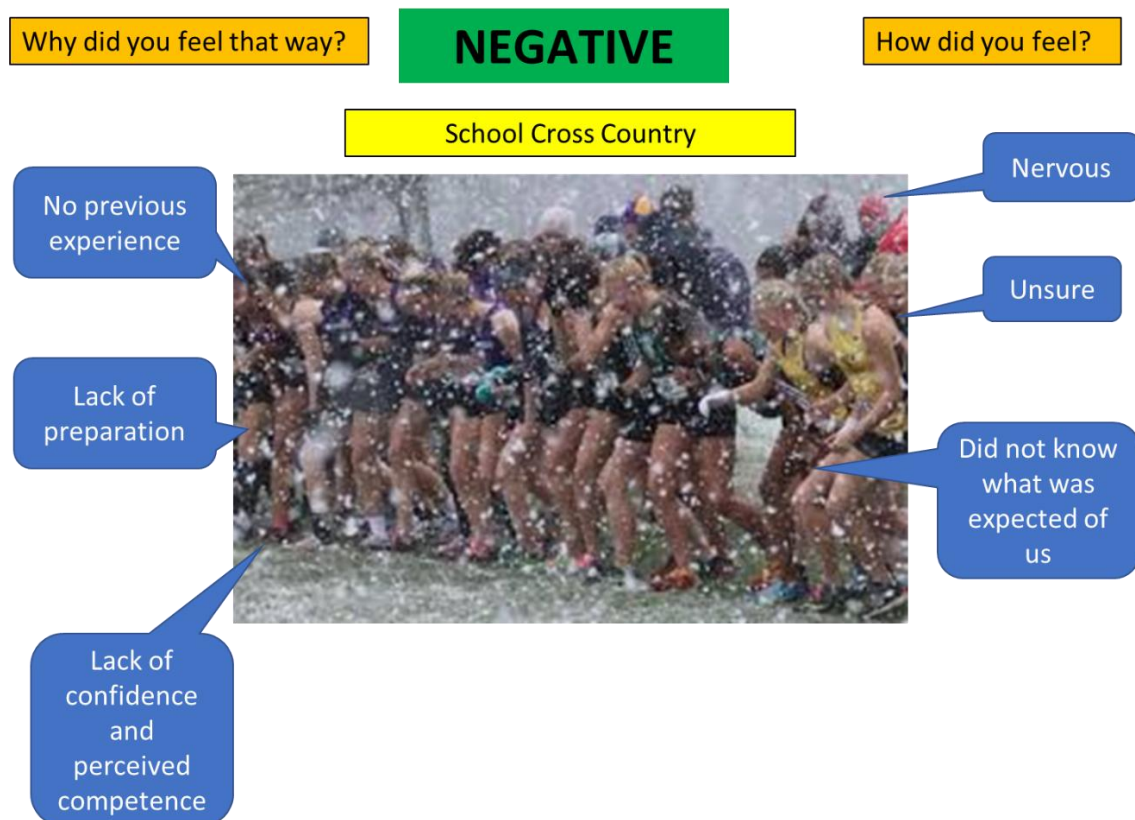 Why did you feel that way?
NEGATIVE
How did you feel?
School Cross Country
No previous
experience
Lack of
preparation
Lack of
confidence
and
perceived
competence
Nervous
Unsure
Did not know
what was
expected of
us